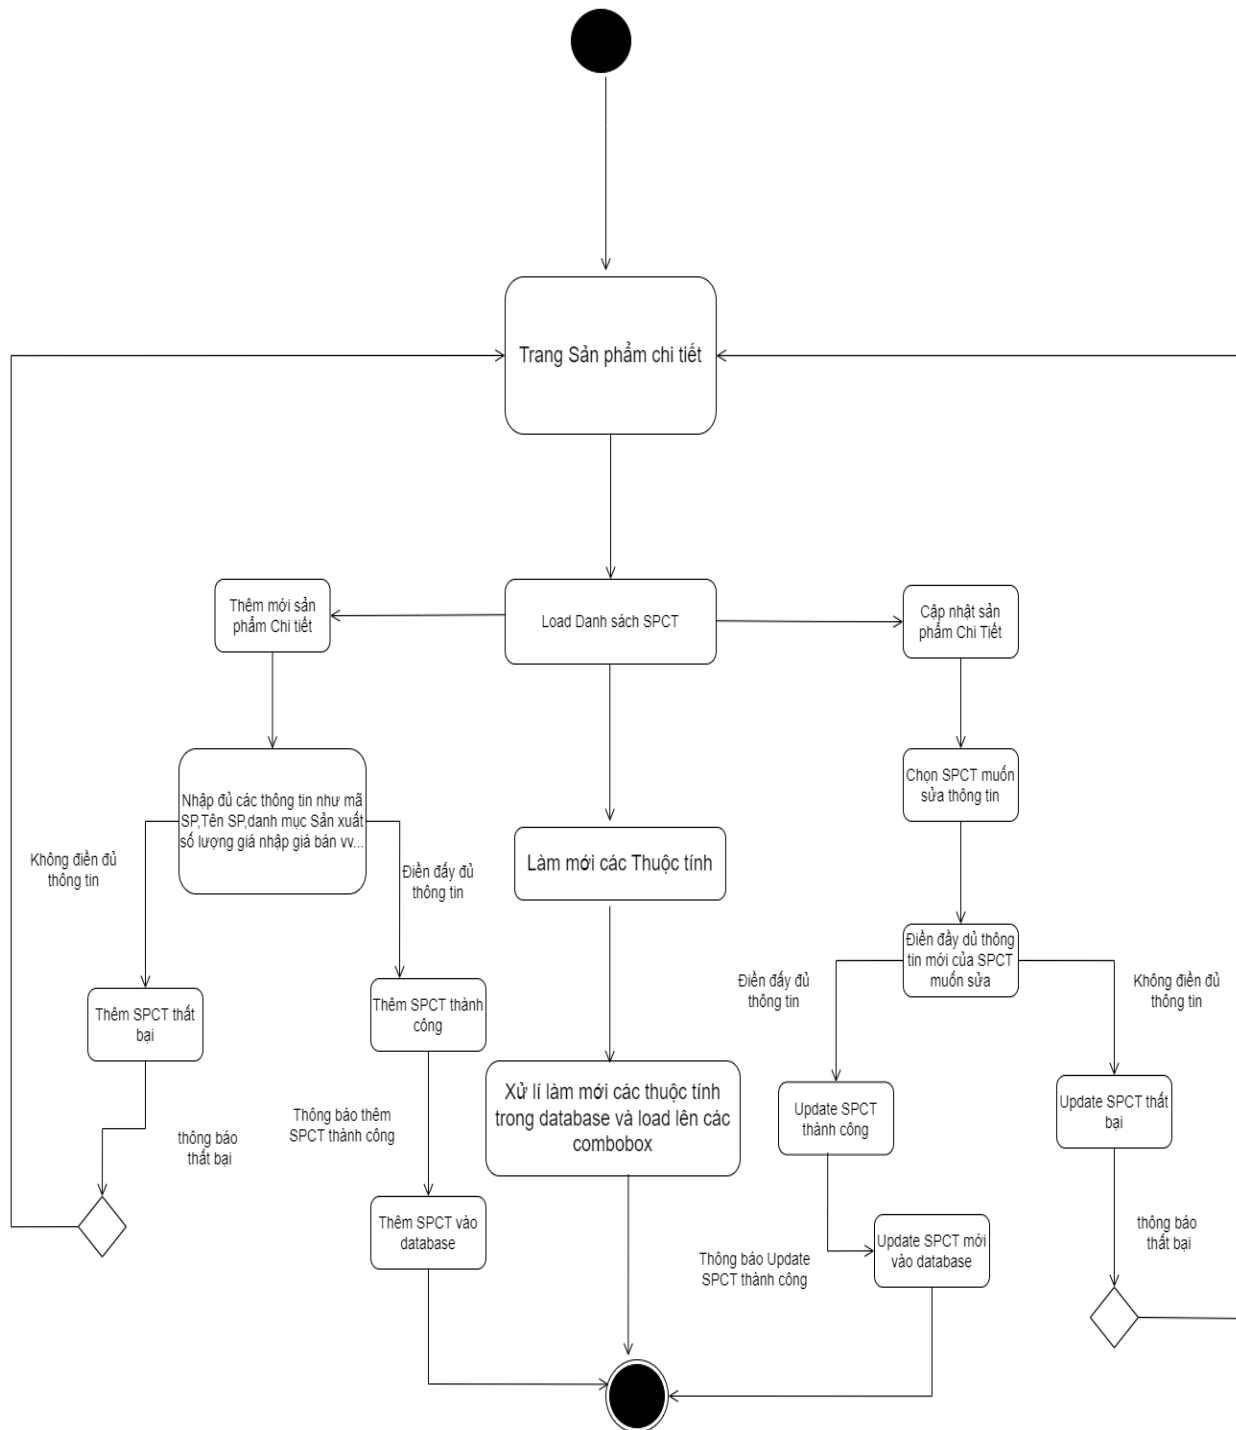 Trang Sản phẩm chi tiết
Thêm mới sản
phẩm Chi tiết
Load Danh sách SPCT
Cập nhật sản
phẩm Chi Tiết
Nhập đủ các thông tin như mã
SP,Tên SP,danh mục Sản xuất
số lượng giá nhập giá bán vv...
Chọn SPCT muốn
sửa thông tin
Không điền đủ
thông tin
Điền đấy đủ
thông tin
Làm mới các Thuộc tính
Điền đầy dủ thông
tin mới của SPCT
muốn sửa
Điền đấy đủ
thông tin
Không điền đủ
thông tin
Thêm SPCT thất
bại
Thêm SPCT thành
công
Xử lí làm mới các thuộc tính
trong database và load lên các
combobox
Update SPCT
thành công
Update SPCT thất
bại
thông báo
thất bại
Thông báo thêm
SPCT thành công
Thêm SPCT vào
database
Thông báo Update
SPCT thành công
Update SPCT mới
vào database
thông báo
thất bại